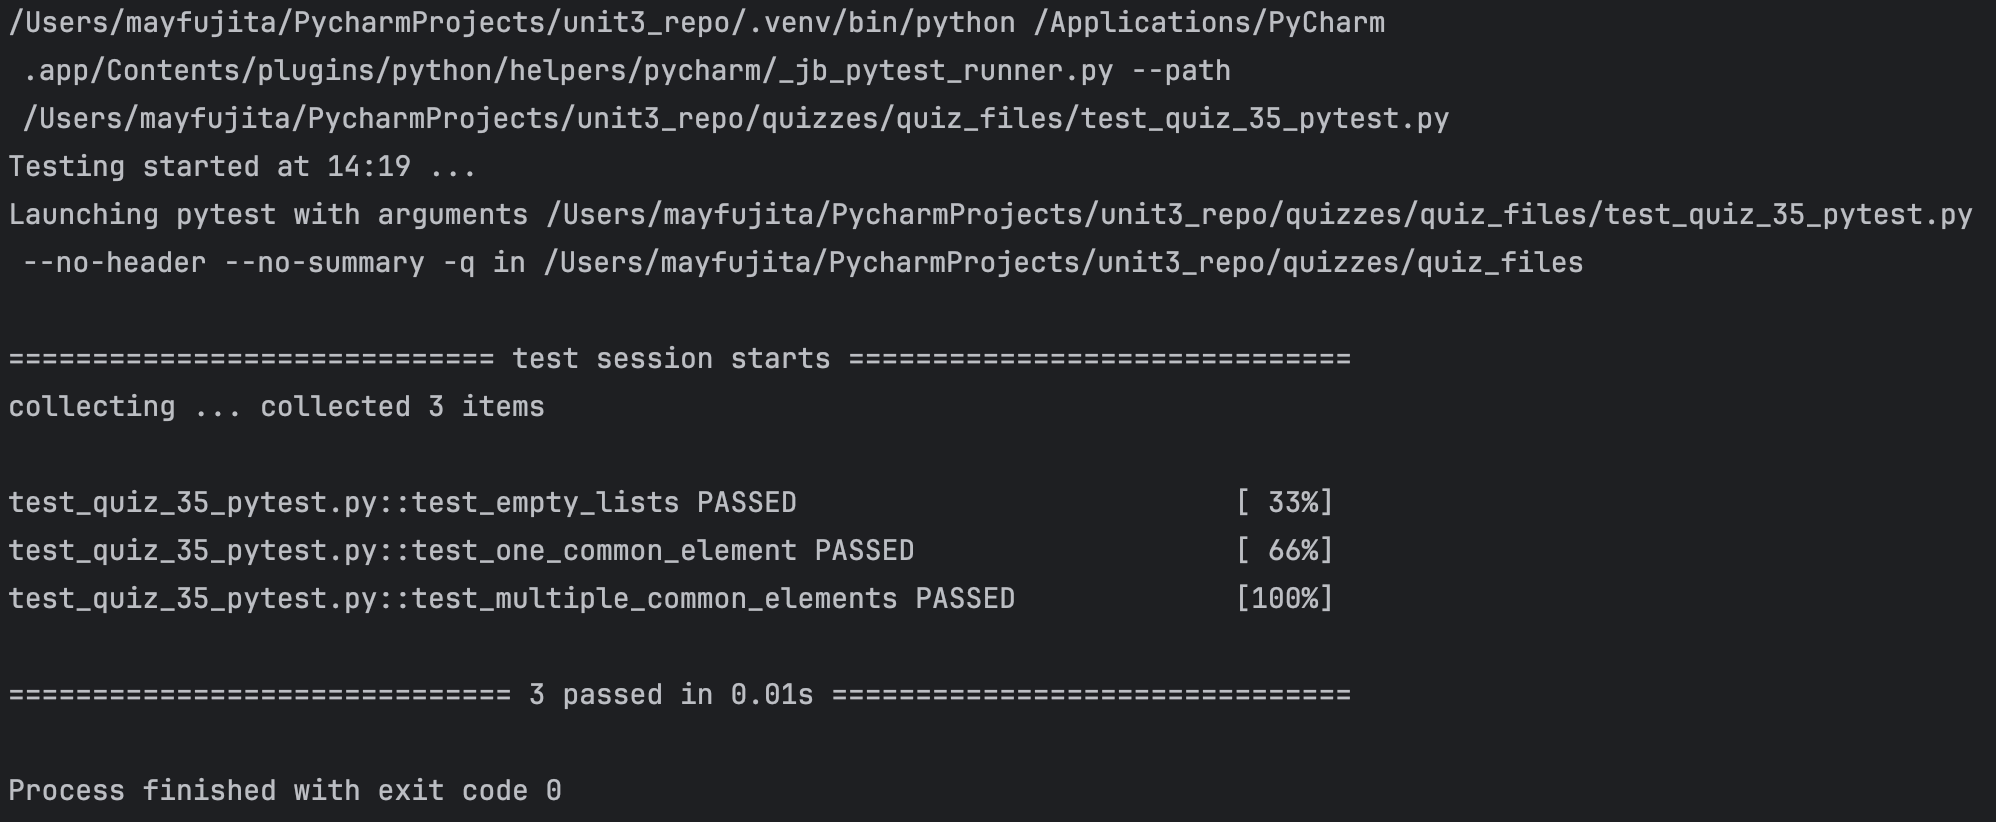 /Users/mayfujita/PycharmProjects/unit3_repo/.venv/bin/python /Applications/PyCharm
.app/Contents/plugins/python/helpers/pycharm/_jb_pytest_runner.py --path
/Users/mayfujita/PycharmProjects/unit3_repo/quizzes/quiz_files/test_quiz_35_pytest.py
Testing started at 14:19 ...
Launching pytest with arguments /Users/mayfujita/PycharmProjects/unit3_repo/quizzes/quiz_files/test_quiz_35_pytest.py
--no-header --no-summary -q in /Users/mayfujita/PycharmProjects/unit3_repo/quizzes/quiz_files
============================= test session starts ==============================
collecting ... collected 3 items
test_quiz_35_pytest.py::test_empty_lists PASSED                          [ 33%]
test_quiz_35_pytest.py::test_one_common_element PASSED                   [ 66%]
test_quiz_35_pytest.py::test_multiple_common_elements PASSED             [100%]
============================== 3 passed in 0.01s ===============================
Process finished with exit code 0